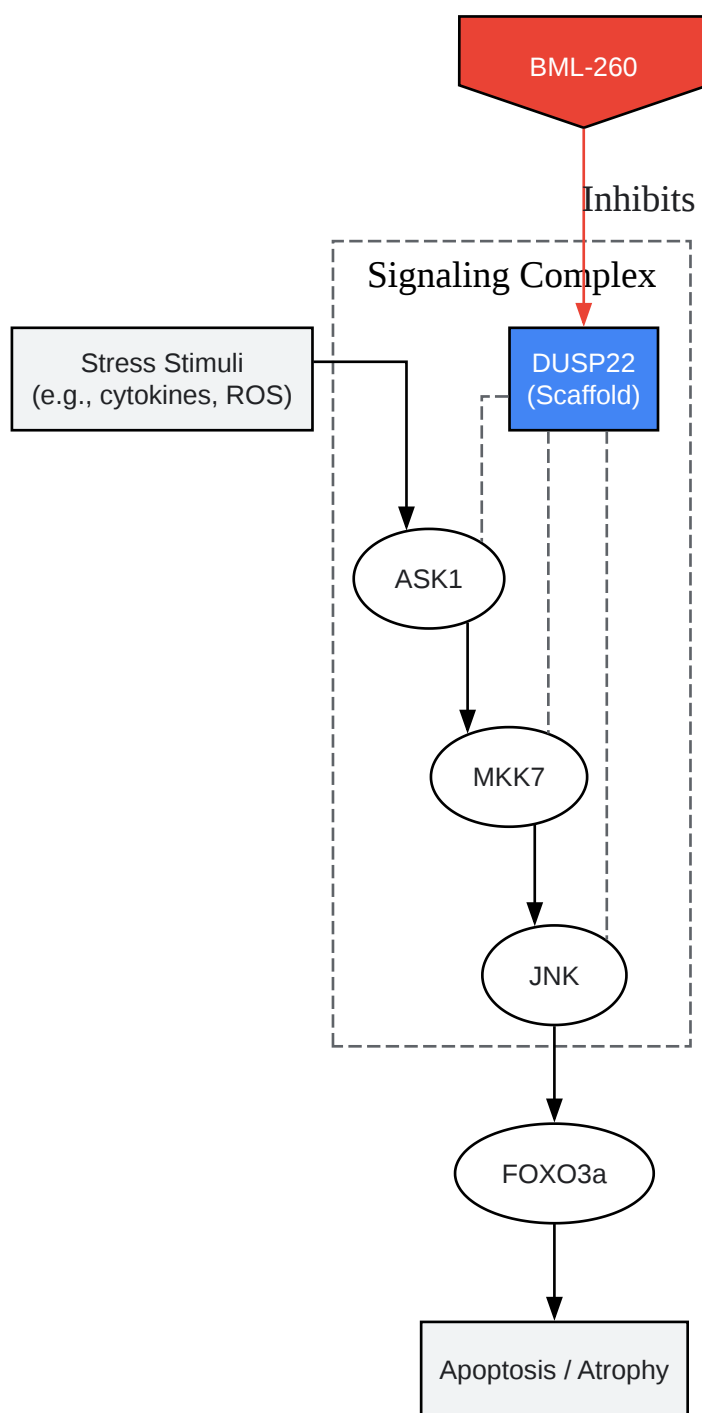 BML-260
Inhibits
Signaling Complex
Stress Stimuli
(e.g., cytokines, ROS)
DUSP22
(Scaffold)
ASK1
MKK7
JNK
FOXO3a
Apoptosis / Atrophy